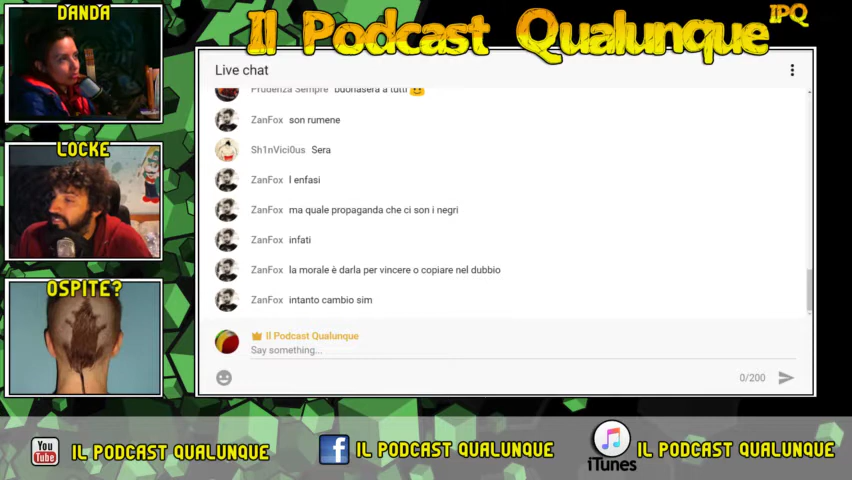 DANDA
Il Podcast Qualunque IPQ
Live chat
Prudenza Sempre buonasera a tutti
ZanFox son rumene
LOCKE
Sh1nVici0us Sera
ZanFox l enfasi
ZanFox ma quale propaganda che ci son i negri
ZanFox infati
ZanFox la morale è darla per vincere o copiare nel dubbio
OSPITE?
ZanFox intanto cambio sim
Il Podcast Qualunque
Say something...
0/200
You Tube IL PODCAST QUALUNQUE
f IL PODCAST QUALUNQUE
iTunes IL PODCAST QUALUNQUE